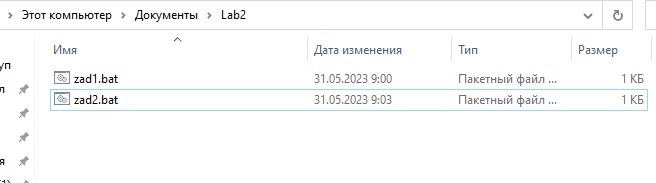 Этот компьютер > Документы > Lab2
Имя Дата изменения Тип Размер
уп
zad1.bat 31.05.2023 9:00 Пакетный файл ... 1 КБ
л
zad2.bat 31.05.2023 9:03 Пакетный файл ... 1 КБ
я